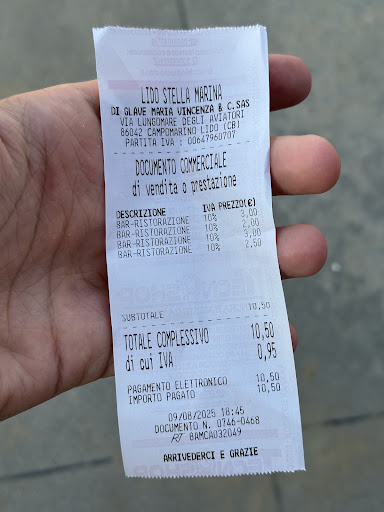 LIDO STELLA MARINA
DI GLAVE MARIA VINCENZA & C.SAS
VIA LUNGOMARE DEGLI AVIATORI
86042 CAMPOMARINO LIDO (CB)
PARTITA IVA : 00647960707
DOCUMENTO COMMERCIALE
di vendita o prestazione
DESCRIZIONE IVA PREZZO(€)
BAR-RISTORAZIONE 10% 3,00
BAR-RISTORAZIONE 10% 2,00
BAR-RISTORAZIONE 10% 3,00
BAR-RISTORAZIONE 10% 2,50
SUBTOTALE 10,50
TOTALE COMPLESSIVO 10,50
di cui IVA 0,95
PAGAMENTO ELETTRONICO 10,50
IMPORTO PAGATO 10,50
09/08/2025 18:45
DOCUMENTO N. 0746-0468
RT 8AMCA032049
ARRIVEDERCI E GRAZIE